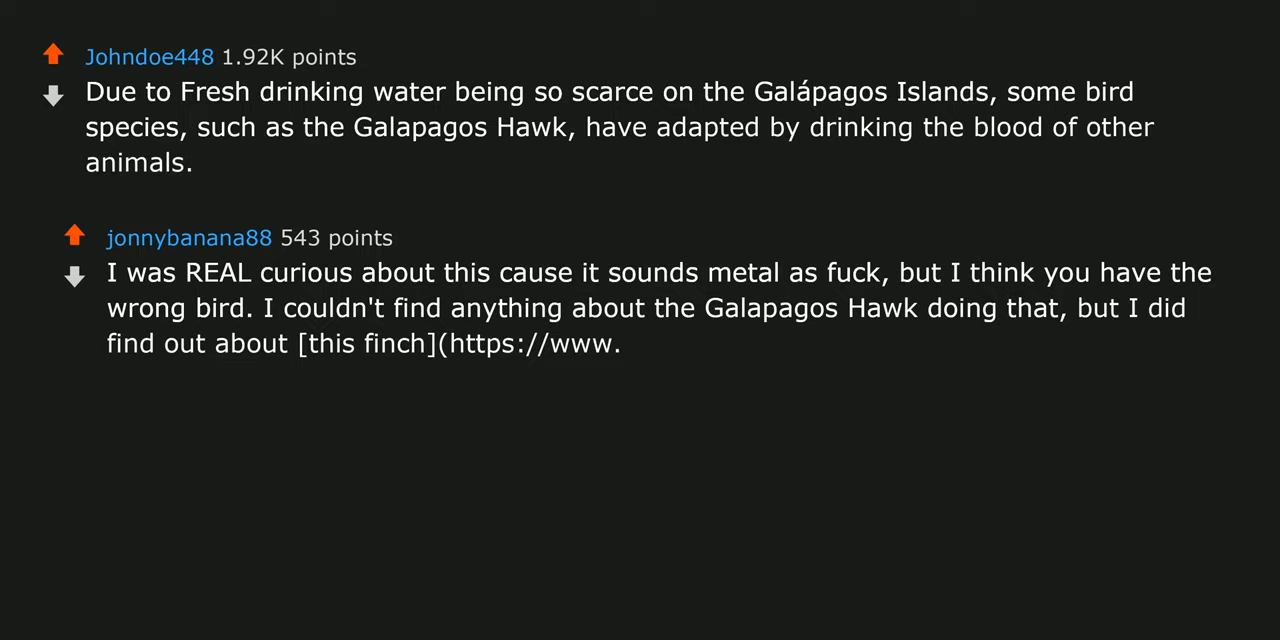 Johndoe448 1.92K points
Due to Fresh drinking water being so scarce on the Galápagos Islands, some bird
species, such as the Galapagos Hawk, have adapted by drinking the blood of other
animals.
jonnybanana88 543 points
I was REAL curious about this cause it sounds metal as fuck, but I think you have the
wrong bird. I couldn't find anything about the Galapagos Hawk doing that, but I did
find out about [this finch](https://www.